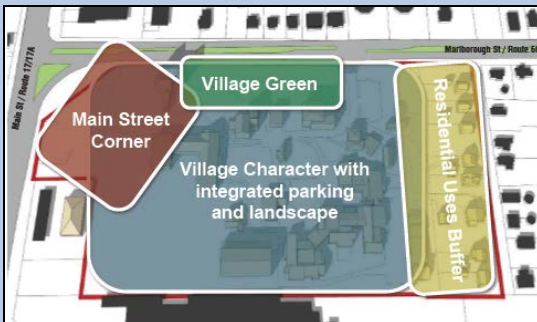 Main St / Route 17/17A
Marlborough St / Route 66
Village Green
Main Street
Corner
Village Character with
integrated parking
and landscape
Residential Uses Buffer